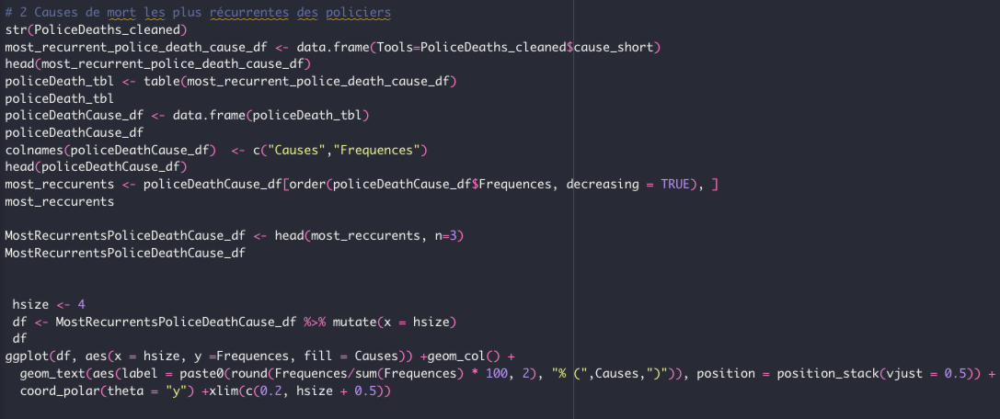 # 2 Causes de mort les plus récurrentes des policiers
str(PoliceDeaths_cleaned)
most_recurrent_police_death_cause_df <- data.frame(Tools=PoliceDeaths_cleaned$cause_short)
head(most_recurrent_police_death_cause_df)
policeDeath_tbl <- table(most_recurrent_police_death_cause_df)
policeDeath_tbl
policeDeathCause_df <- data.frame(policeDeath_tbl)
policeDeathCause_df
colnames(policeDeathCause_df)  <- c("Causes","Frequences")
head(policeDeathCause_df)
most_reccurents <- policeDeathCause_df[order(policeDeathCause_df$Frequences, decreasing = TRUE), ]
most_reccurents
MostRecurrentsPoliceDeathCause_df <- head(most_reccurents, n=3)
MostRecurrentsPoliceDeathCause_df
hsize <- 4
df <- MostRecurrentsPoliceDeathCause_df %>% mutate(x = hsize)
df
ggplot(df, aes(x = hsize, y =Frequences, fill = Causes)) +geom_col() +
geom_text(aes(label = paste0(round(Frequences/sum(Frequences) * 100, 2), "% (",Causes,")")), position = position_stack(vjust = 0.5)) +
coord_polar(theta = "y") +xlim(c(0.2, hsize + 0.5))